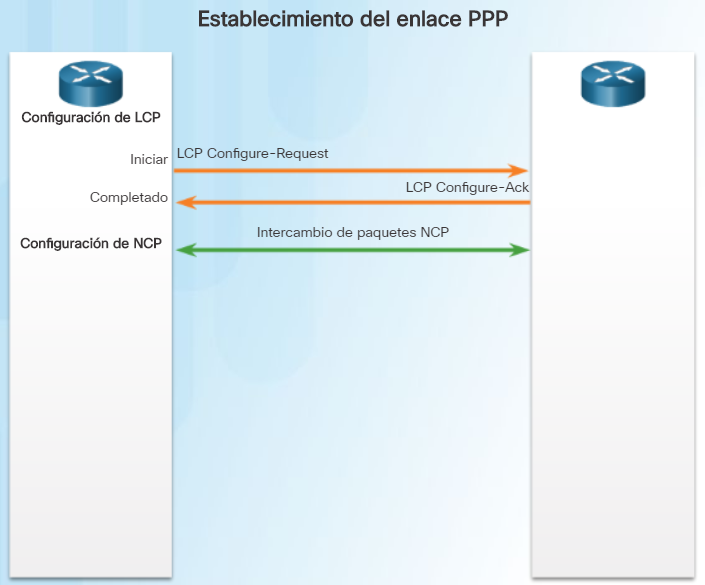 Establecimiento del enlace PPP
Configuración de LCP
Iniciar
LCP Configure-Request
LCP Configure-Ack
Completado
Intercambio de paquetes NCP
Configuración de NCP